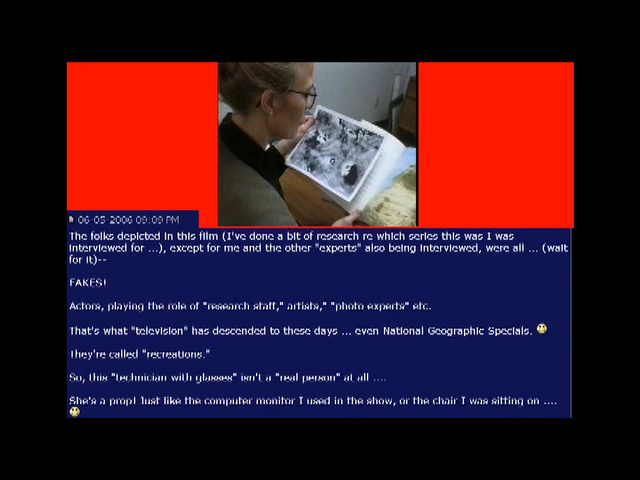 06-05-2006 09:09 PM
The folks depicted in this film (I've done a bit of research re which series this was I was
interviewed for ...), except for me and the other "experts" also being interviewed, were all ... (wait
for it)--
FAKES!
Actors, playing the role of "research staff," artists," "photo experts" etc.
That's what "television" has descended to these days ... even National Geographic Specials.
They're called "recreations."
So, this "technician with glasses" isn't a "real person" at all ....
She's a prop! Just like the computer monitor I used in the show, or the chair I was sitting on ....